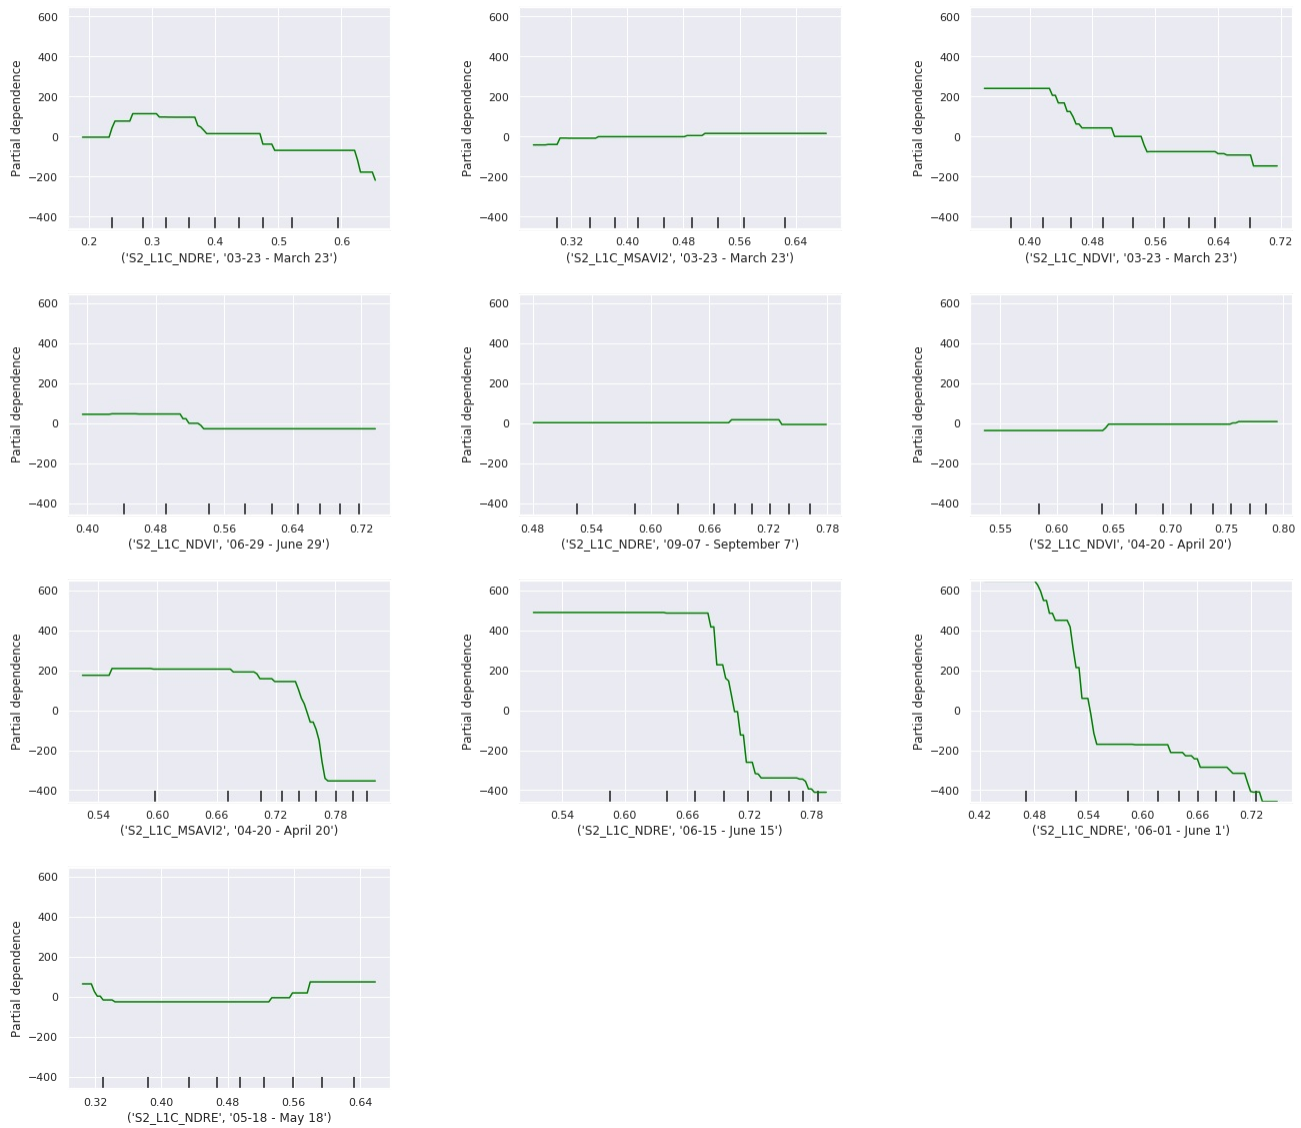 600
400
200
0
−200
−400
Partial dependence
0.2 0.3 0.4 0.5 0.6
('S2_L1C_NDRE', '03-23 - March 23')
600
400
200
0
−200
−400
Partial dependence
0.32 0.40 0.48 0.56 0.64
('S2_L1C_MSAVI2', '03-23 - March 23')
600
400
200
0
−200
−400
Partial dependence
0.40 0.48 0.56 0.64 0.72
('S2_L1C_NDVI', '03-23 - March 23')
600
400
200
0
−200
−400
Partial dependence
0.40 0.48 0.56 0.64 0.72
('S2_L1C_NDVI', '06-29 - June 29')
600
400
200
0
−200
−400
Partial dependence
0.48 0.54 0.60 0.66 0.72 0.78
('S2_L1C_NDRE', '09-07 - September 7')
600
400
200
0
−200
−400
Partial dependence
0.55 0.60 0.65 0.70 0.75 0.80
('S2_L1C_NDVI', '04-20 - April 20')
600
400
200
0
−200
−400
Partial dependence
0.54 0.60 0.66 0.72 0.78
('S2_L1C_MSAVI2', '04-20 - April 20')
600
400
200
0
−200
−400
Partial dependence
0.54 0.60 0.66 0.72 0.78
('S2_L1C_NDRE', '06-15 - June 15')
600
400
200
0
−200
−400
Partial dependence
0.42 0.48 0.54 0.60 0.66 0.72
('S2_L1C_NDRE', '06-01 - June 1')
600
400
200
0
−200
−400
Partial dependence
0.32 0.40 0.48 0.56 0.64
('S2_L1C_NDRE', '05-18 - May 18')